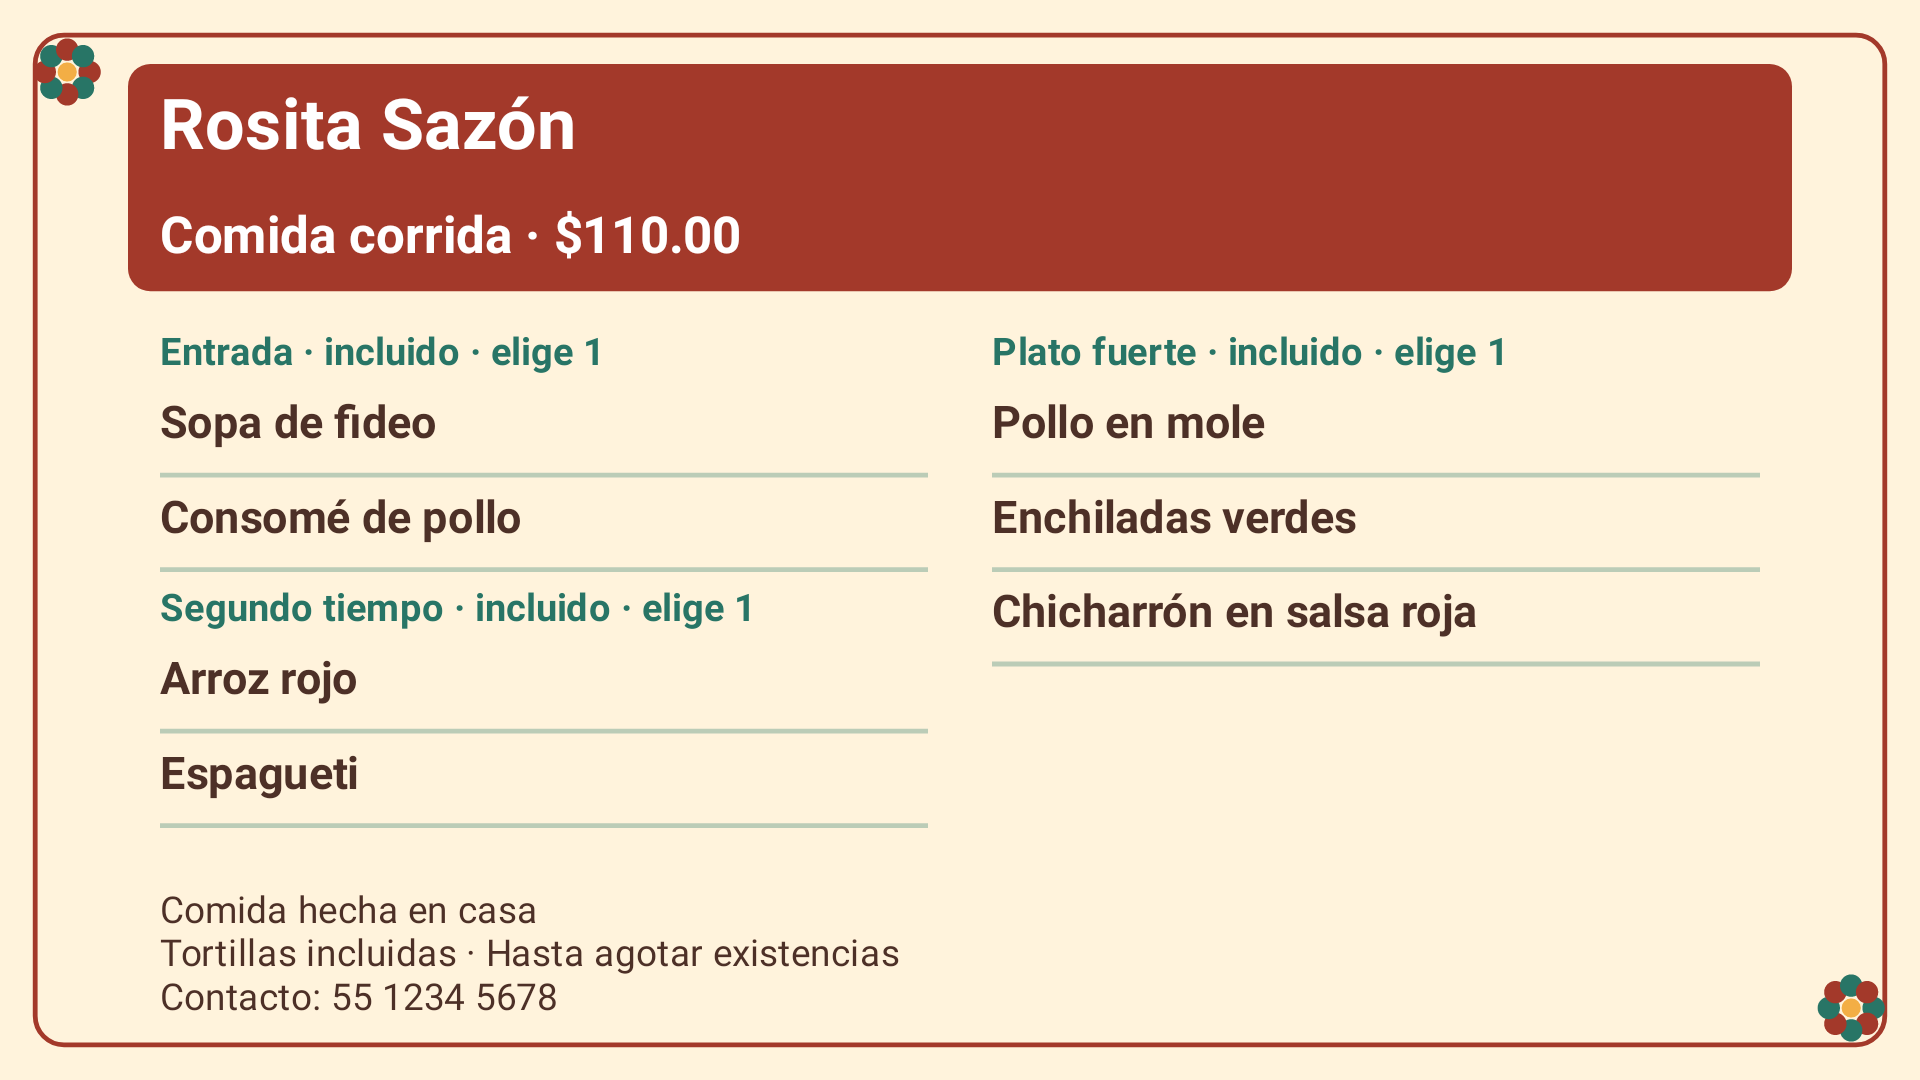 Rosita Sazón
Comida corrida · $110.00
Entrada · incluido · elige 1
Sopa de fideo
Consomé de pollo
Segundo tiempo · incluido · elige 1
Arroz rojo
Espagueti
Plato fuerte · incluido · elige 1
Pollo en mole
Enchiladas verdes
Chicharrón en salsa roja
Comida hecha en casa
Tortillas incluidas · Hasta agotar existencias
Contacto: 55 1234 5678